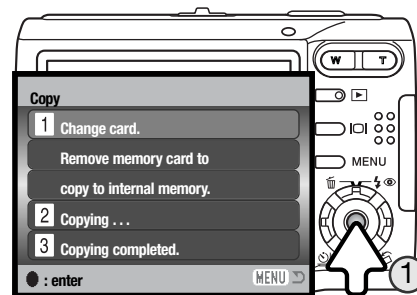 W T
MENU
Copy
1 Change card.
Remove memory card to
copy to internal memory.
2 Copying . . .
3 Copying completed.
: enter
MENU
1